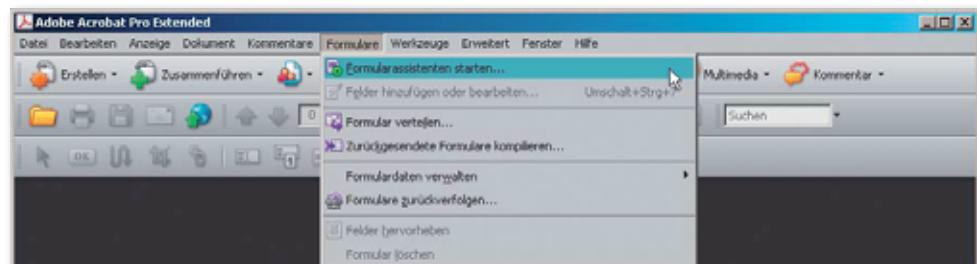 Adobe Acrobat Pro Extended
Datei Bearbeiten Anzeige Dokument Kommentare Formulare Werkzeuge Erweitert Fenster Hilfe
Erstellen Zusammenführen Multimedia Kommentar
Formularassistenten starten...
Felder hinzufügen oder bearbeiten... Umschalt+Strg+7
0 Suchen
Formular verteilen...
OK
Zurückgesendete Formulare kompilieren...
Formulardaten verwalten
Formulare zurückverfolgen...
Felder hervorheben
Formular löschen